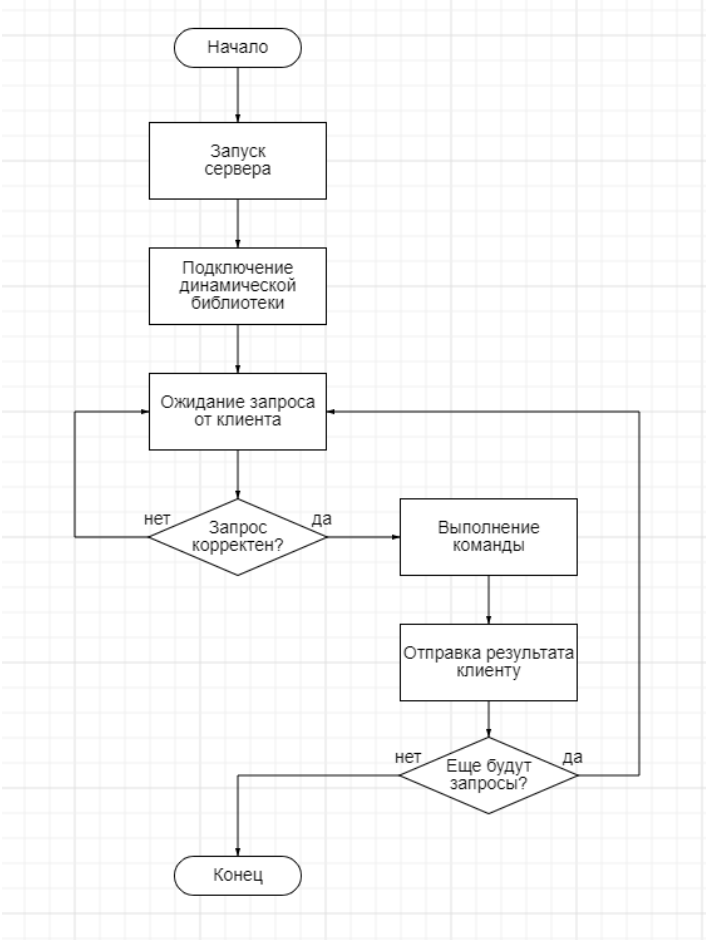 Начало
Запуск
сервера
Подключение
динамической
библиотеки
Ожидание запроса
от клиента
нет
Запрос
корректен?
да
Выполнение
команды
Отправка результата
клиенту
нет
Еще будут
запросы?
да
Конец